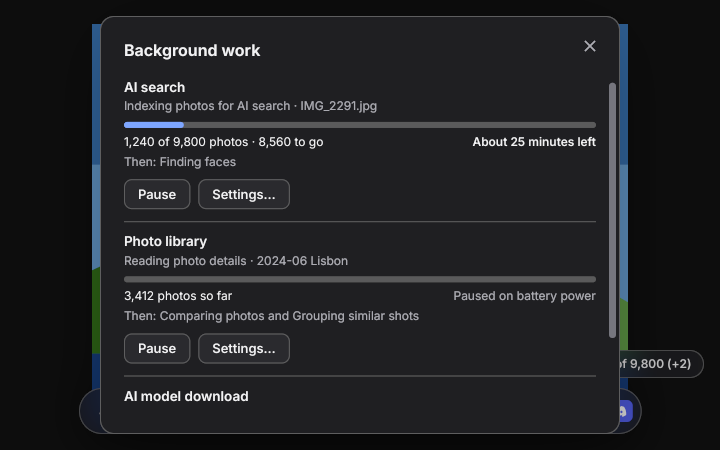 Background work
AI search
Indexing photos for AI search · IMG_2291.jpg
1,240 of 9,800 photos · 8,560 to go
About 25 minutes left
Then: Finding faces
Pause
Settings...
Photo library
Reading photo details · 2024-06 Lisbon
3,412 photos so far
Paused on battery power
Then: Comparing photos and Grouping similar shots
Pause
Settings...
of 9,800 (+2)
AI model download